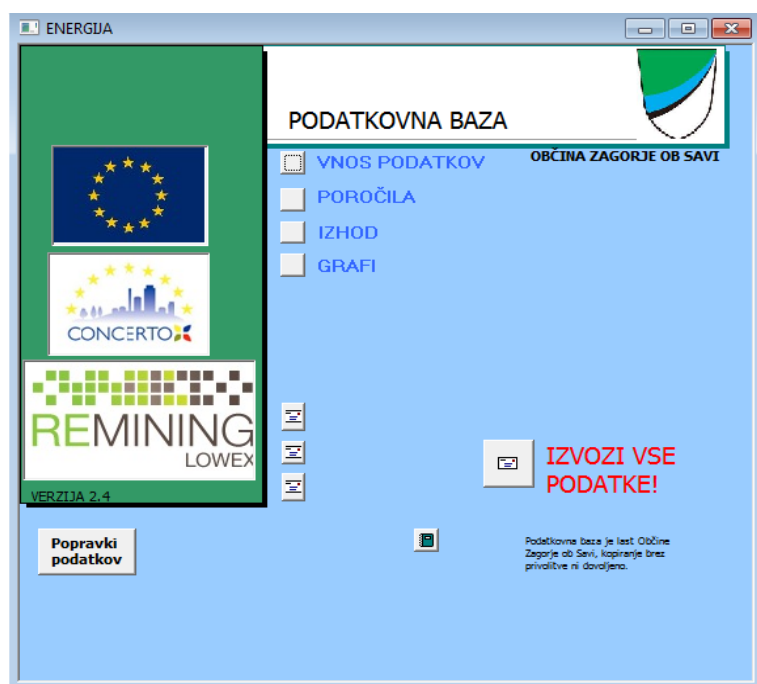 ENERGIJA
PODATKOVNA BAZA
OBČINA ZAGORJE OB SAVI
VNOS PODATKOV
POROČILA
IZHOD
GRAFI
CONCERTO
REMINING
LOWEX
VERZIJA 2.4
IZVOZI VSE
PODATKE!
Popravki
podatkov
Podatkovna baza je last Občine
Zagorje ob Savi, kopiranje brez
privolitve ni dovoljeno.